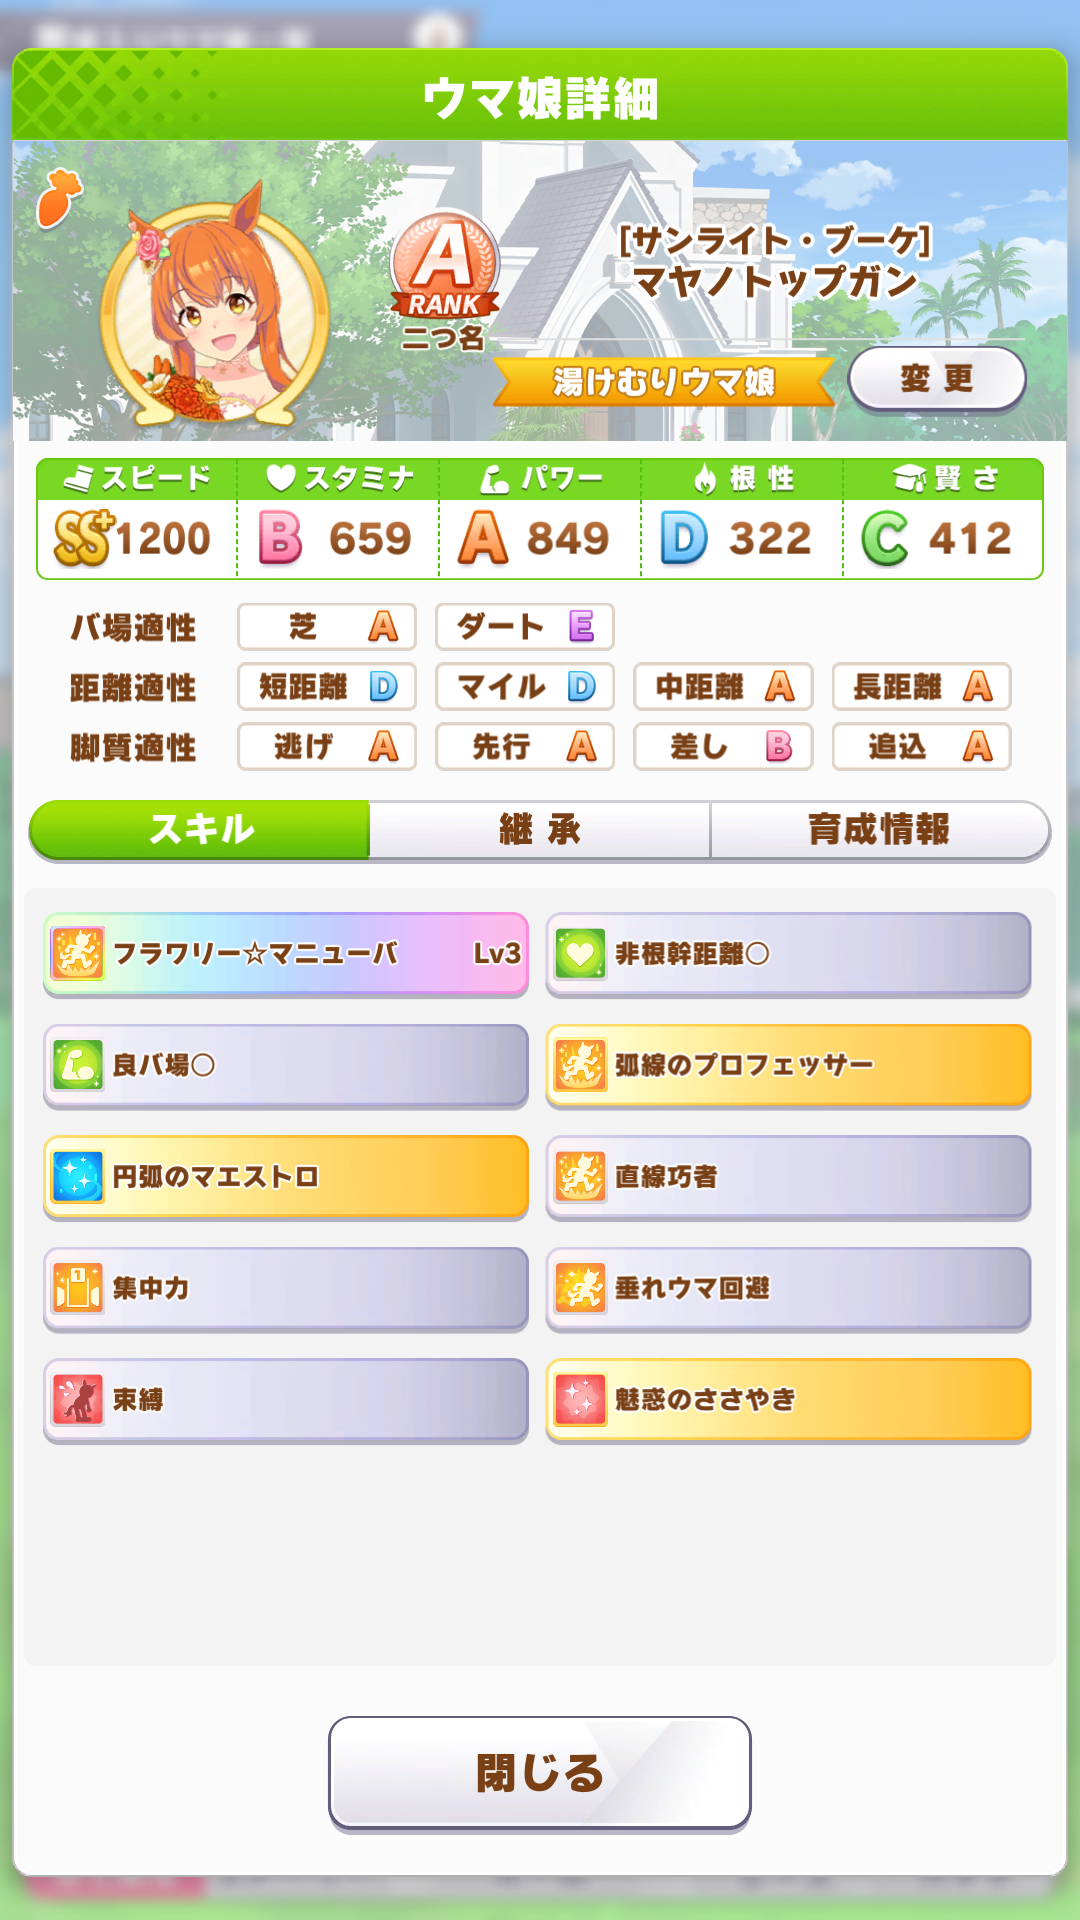 ウマ娘詳細
[サンライト・ブーケ]
マヤノトップガン
A
RANK
二つ名
湯けむりウマ娘
変更
スピード スタミナ パワー 根性 賢さ
SS+ 1200 B 659 A 849 D 322 C 412
バ場適性 芝 A ダート E
距離適性 短距離 D マイル D 中距離 A 長距離 A
脚質適性 逃げ A 先行 A 差し B 追込 A
スキル 継承 育成情報
フラワリー☆マニューバ Lv3 非根幹距離○
良バ場○ 弧線のプロフェッサー
円弧のマエストロ 直線巧者
1 集中力 垂れウマ回避
束縛 魅惑のささやき
閉じる